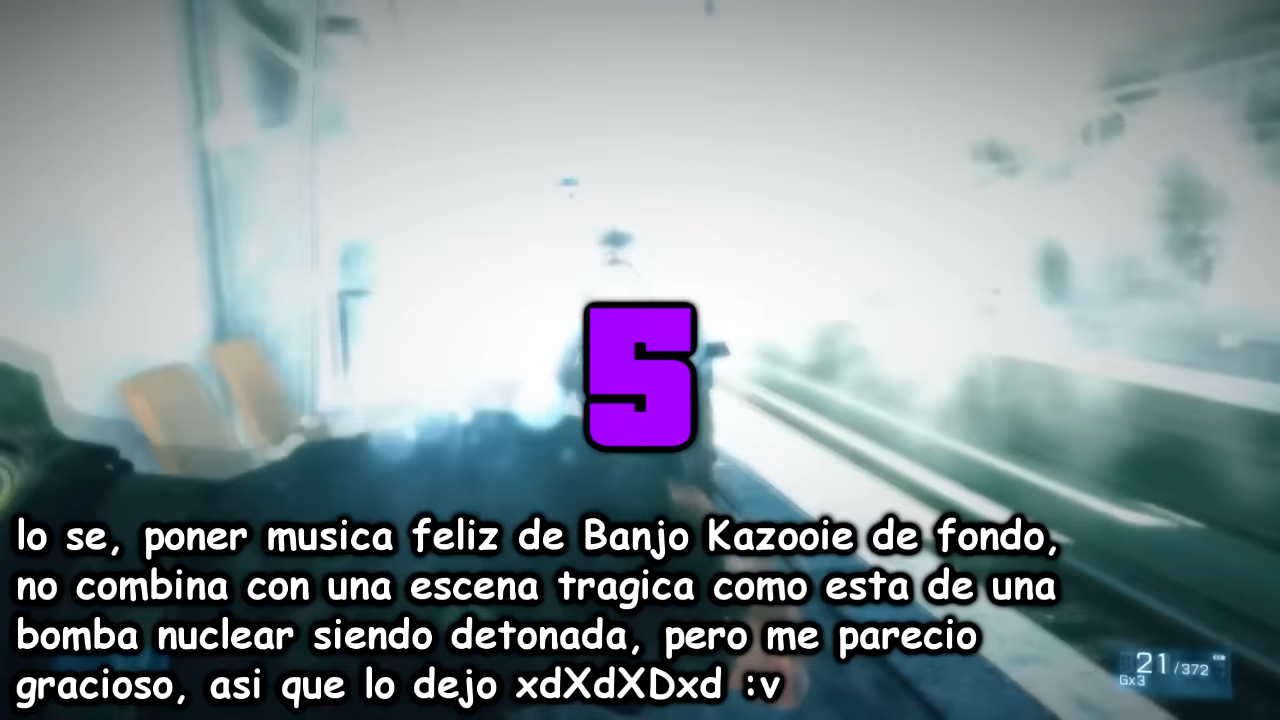 5
lo se, poner musica feliz de Banjo Kazooie de fondo,
no combina con una escena tragica como esta de una
bomba nuclear siendo detonada, pero me parecio
gracioso, asi que lo dejo xdXdXDxd :v
21/372
Gx3